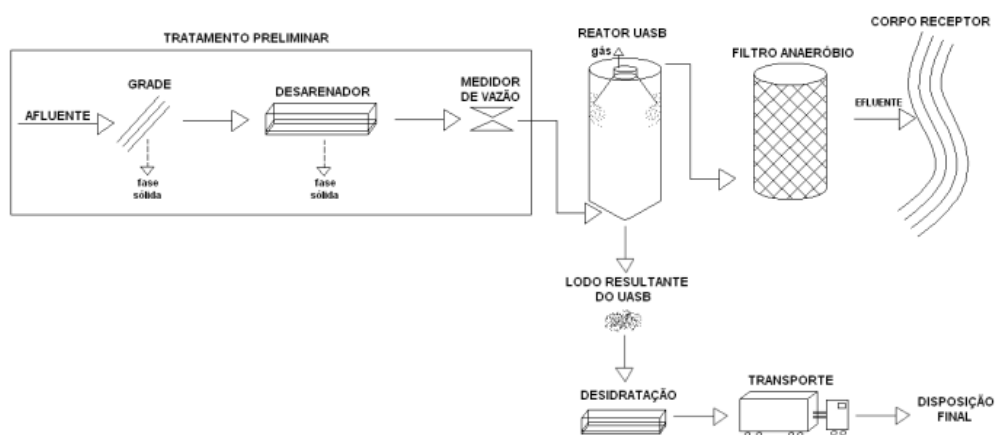 TRATAMENTO PRELIMINAR
AFLUENTE
GRADE
fase
sólida
DESARENADOR
fase
sólida
MEDIDOR
DE VAZÃO
REATOR UASB
gás
FILTRO ANAERÓBIO
EFLUENTE
CORPO RECEPTOR
LODO RESULTANTE
DO UASB
DESIDRATAÇÃO
TRANSPORTE
DISPOSIÇÃO
FINAL